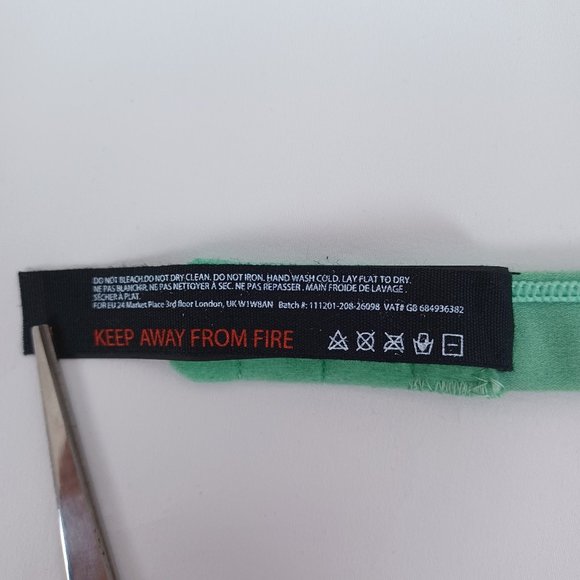 DO NOT BLEACH.DO NOT DRY CLEAN. DO NOT IRON. HAND WASH COLD. LAY FLAT TO DRY.
NE PAS BLANCHIR. NE PAS NETTOYER À SEC. NE PAS REPASSER . MAIN FROIDE DE LAVAGE .
SÉCHER À PLAT.
FOR EU 24 Market Place 3rd floor London, UK W1W8AN Batch #: 111201-208-26098 VAT# GB 684936382
KEEP AWAY FROM FIRE